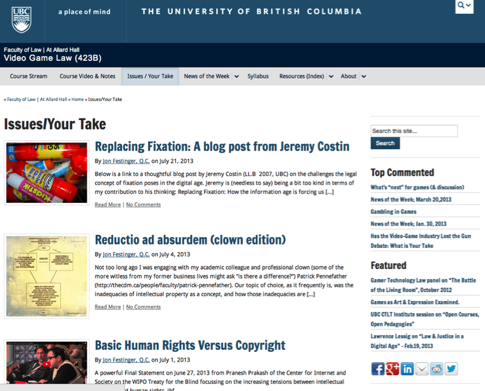 UBC
a place of mind
THE UNIVERSITY OF BRITISH COLUMBIA
Faculty of Law | At Allard Hall
Video Game Law (423B)
Course Stream
Course Video & Notes
Issues / Your Take
News of the Week
Syllabus
Resources (Index)
About
» Faculty of Law | At Allard Hall » Home » Issues/Your Take
Issues/Your Take
Replacing Fixation: A blog post from Jeremy Costin
By Jon Festinger, Q.C. on July 21, 2013
Below is a link to a thoughtful blog post by Jeremy Costin (LL.B 2007, UBC) on the challenges the legal
concept of fixation poses in the digital age. Jeremy is (needless to say) being a bit too kind in terms of
my contribution to his thinking: Replacing Fixation: How the information age is forcing us [...]
Read More | No Comments
Reductio ad absurdem (clown edition)
By Jon Festinger, Q.C. on July 4, 2013
Not too long ago I was engaging with my academic colleague and professional clown (some of the
more witless from my former business lives might ask "is there a difference?") Patrick Pennefather
(http://thecdm.ca/people/faculty/patrick-pennefather). Our topic of choice, as it frequently is, was the
inadequacies of intellectual property as a concept, and how those inadequacies are [...]
Read More | No Comments
Basic Human Rights Versus Copyright
By Jon Festinger, Q.C. on July 1, 2013
A powerful Final Statement on June 27, 2013 from Pranesh Prakash of the Center for Internet and
Society on the WIPO Treaty for the Blind focussing on the increasing tensions between intellectual
Search this site...
Search
Top Commented
What's "next" for games (& discussion)
News of the Week; March 20,2013
Gambling in Games
News of the Week; Jan. 30, 2013
Has the Video-Game Industry Lost the Gun
Debate: What is Your Take
Featured
Gamer Technology Law panel on "The Battle
of the Living Room", October 2012
Games as Art & Expression Examined.
UBC CTLT Institute session on "Open Courses,
Open Pedagogies"
Lawrence Lessig on "Law & Justice in a
Digital Age" - Feb.19, 2013